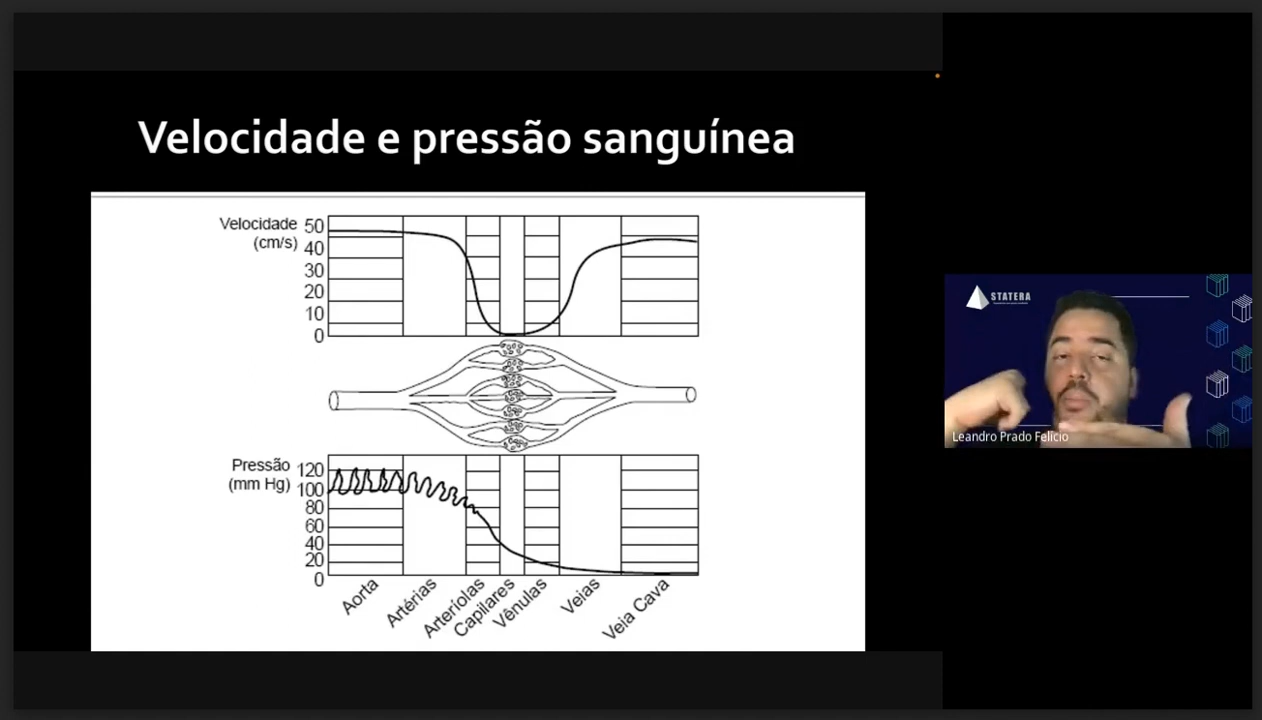 Velocidade e pressão sanguínea
Velocidade
(cm/s)
50
40
30
20
10
0
Pressão
(mm Hg)
120
100
80
60
40
20
0
Aorta
Artérias
Arteríolas
Capilares
Vênulas
Veias
Veia Cava
STATERA
Leandro Prado Felício